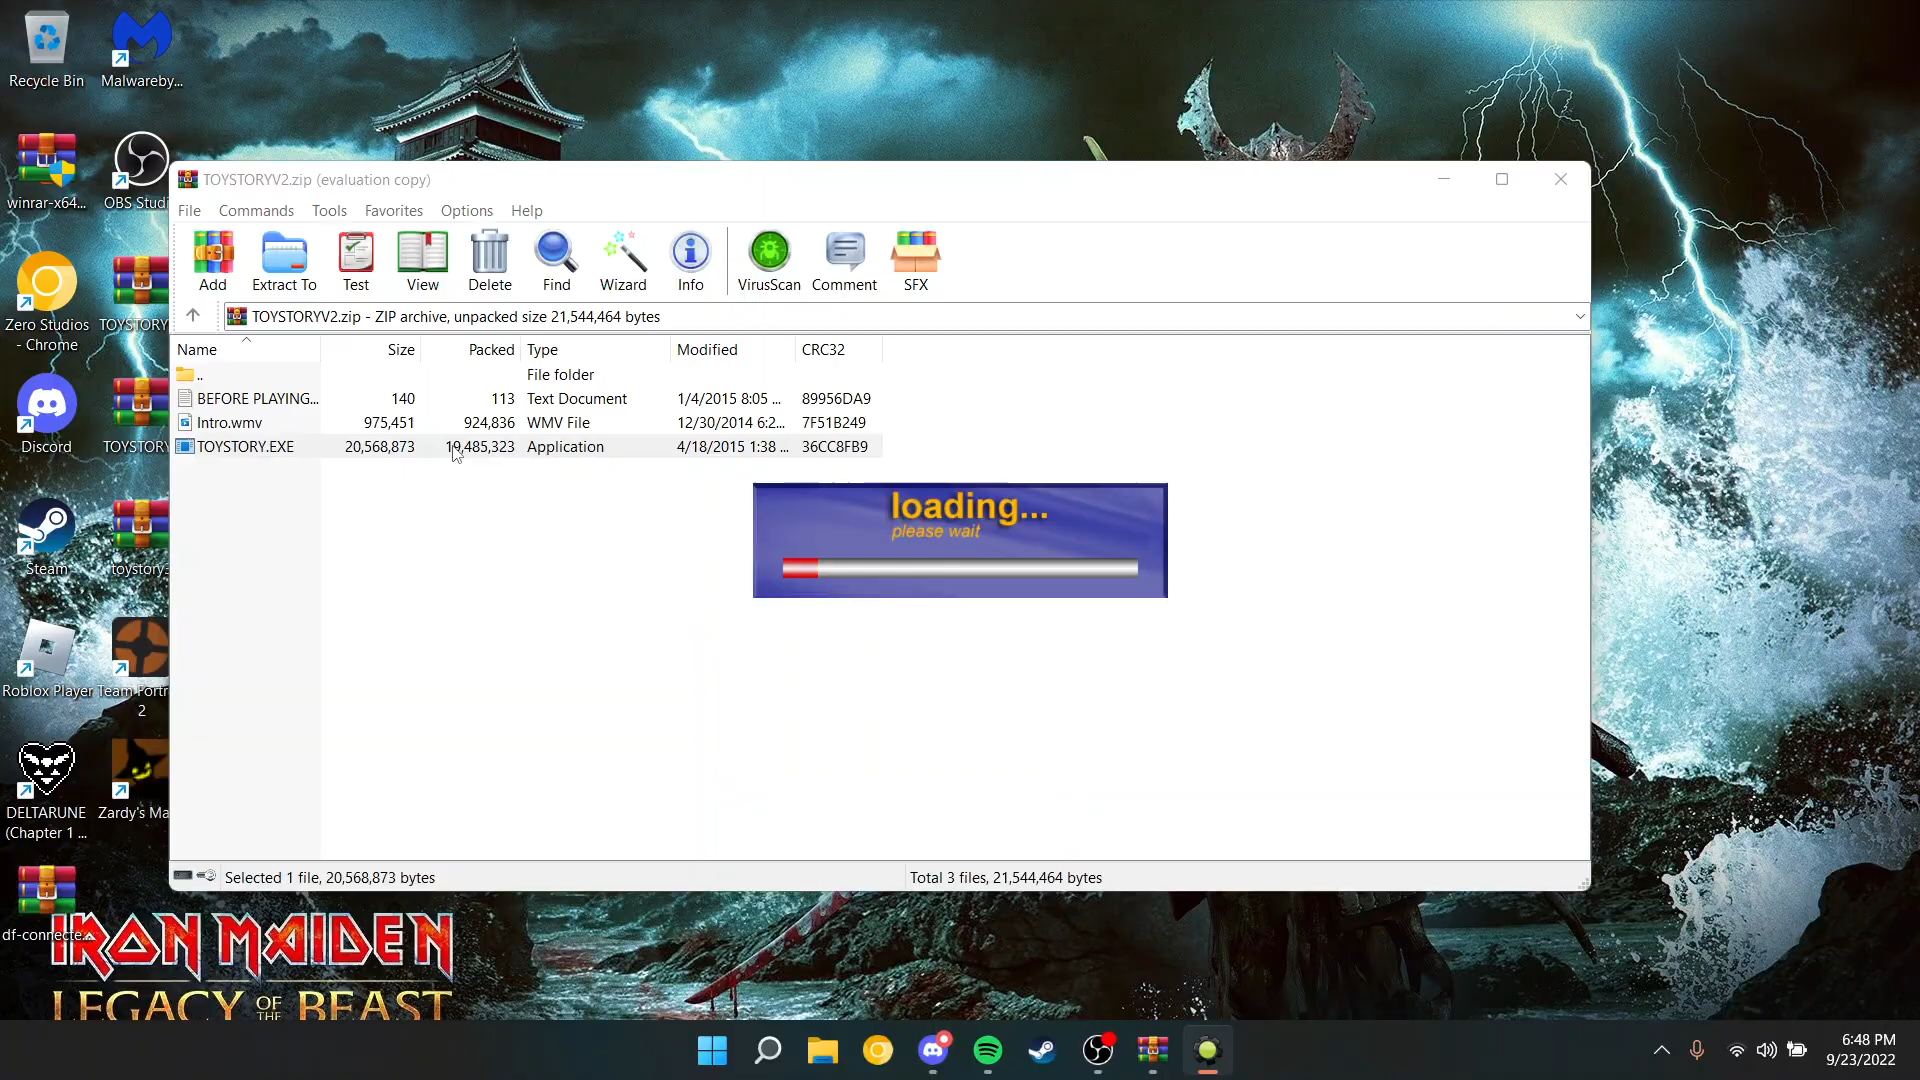 Recycle Bin
Malwareby...
winrar-x64...
OBS Studi
Zero Studios
- Chrome
TOYSTORY
Discord
TOYSTORY
Steam
toystory3
Roblox Player
Team Fortr
2
DELTARUNE
(Chapter 1 ...
Zardy's Ma
df-connecte...
TOYSTORYV2.zip (evaluation copy)
File Commands Tools Favorites Options Help
Add Extract To Test View Delete Find Wizard Info VirusScan Comment SFX
TOYSTORYV2.zip - ZIP archive, unpacked size 21,544,464 bytes
Name Size Packed Type Modified CRC32
.. File folder
BEFORE PLAYING... 140 113 Text Document 1/4/2015 8:05 ... 89956DA9
Intro.wmv 975,451 924,836 WMV File 12/30/2014 6:2... 7F51B249
TOYSTORY.EXE 20,568,873 19,485,323 Application 4/18/2015 1:38 ... 36CC8FB9
loading...
please wait
Selected 1 file, 20,568,873 bytes
Total 3 files, 21,544,464 bytes
IRON MAIDEN
LEGACY OF THE BEAST
6:48 PM
9/23/2022